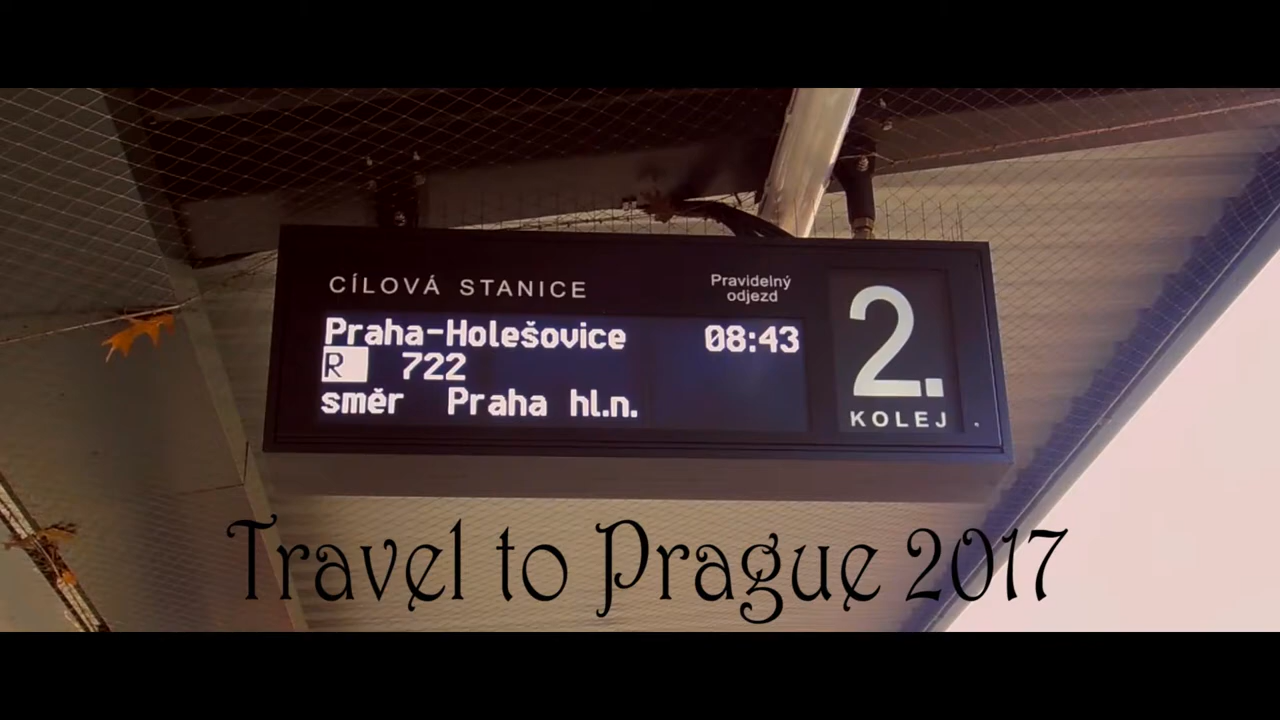 CÍLOVÁ STANICE
Pravidelný
odjezd
Praha-Holešovice 08:43
R 722
směr Praha hl.n.
2.
KOLEJ
Travel to Prague 2017